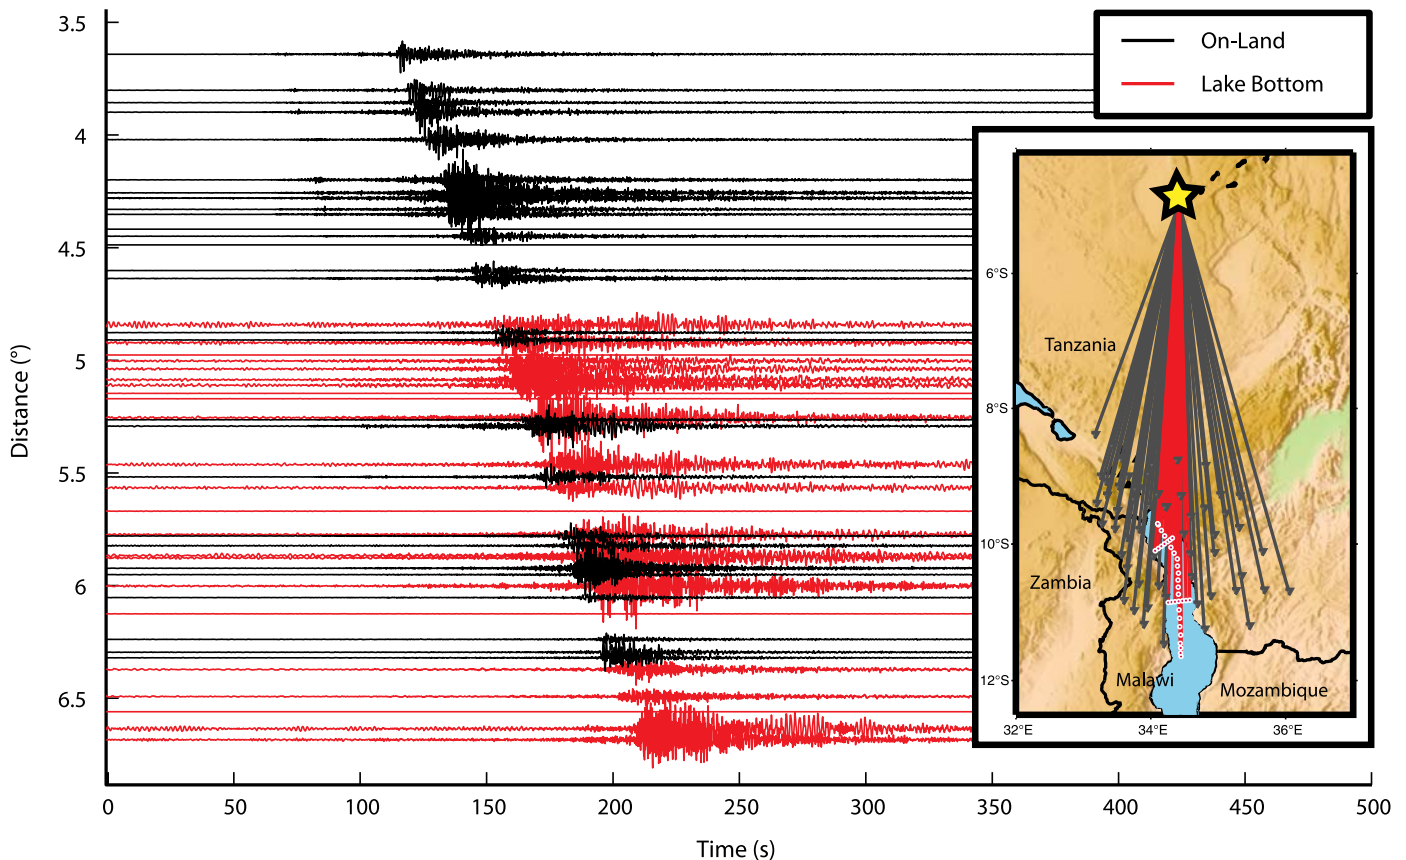 3.5
4
4.5
5
5.5
6
6.5
Distance (°)
0
50
100
150
200
250
300
350
400
450
500
Time (s)
On-Land
Lake Bottom
6°S
8°S
10°S
12°S
32°E
34°E
36°E
Tanzania
Zambia
Malawi
Mozambique